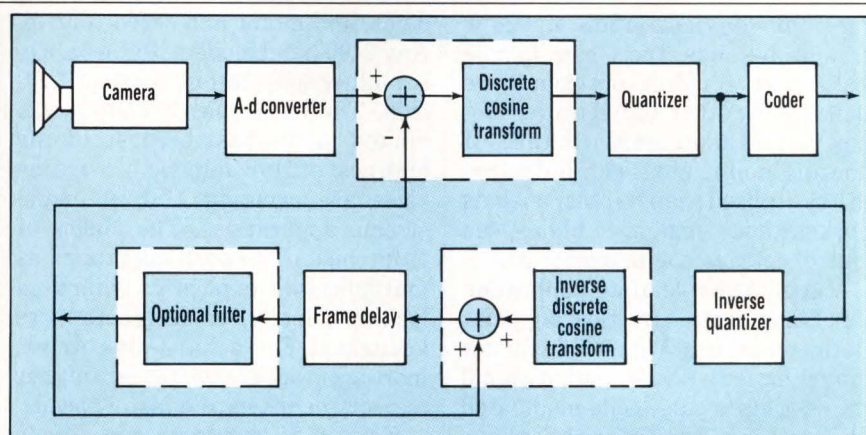 Camera
A-d converter
+
−
+
Discrete
cosine
transform
Quantizer
Coder
Optional filter
Frame delay
+
+
+
Inverse
discrete
cosine
transform
Inverse
quantizer